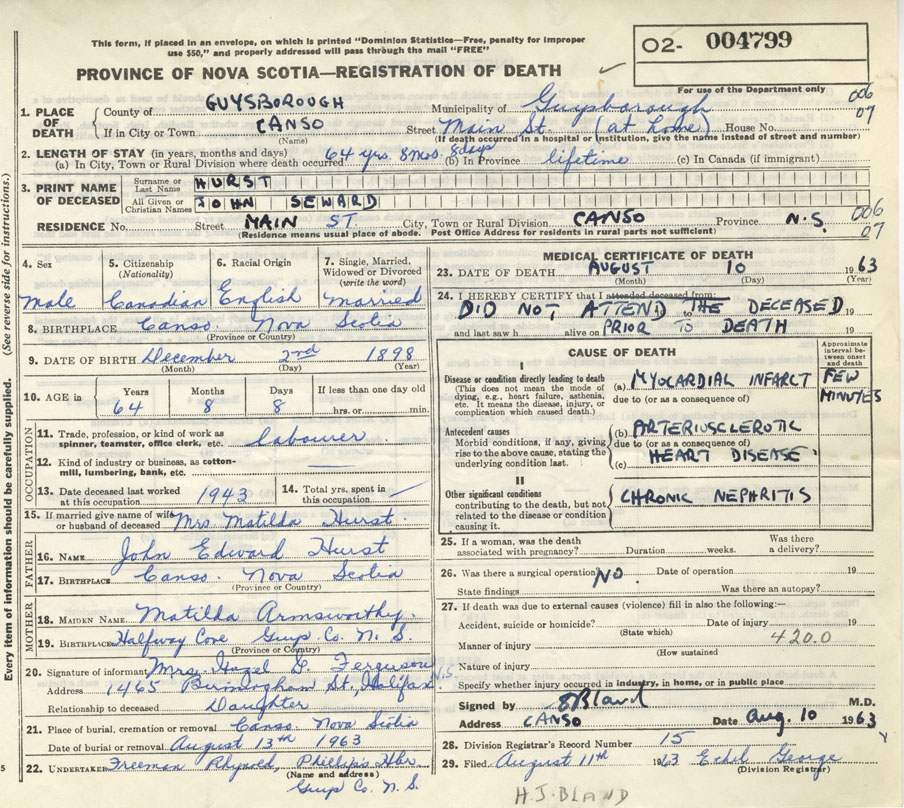 This form, if placed in an envelope, on which is printed "Dominion Statistics—Free, penalty for improper
use $50," and properly addressed will pass through the mail "FREE"
O2- 004799
PROVINCE OF NOVA SCOTIA—REGISTRATION OF DEATH
For use of the Department only
006
07
1. PLACE OF DEATH
County of GUYSBOROUGH Municipality of Guysborough
If in City or Town CANSO Street Main St. (at home) House No.
(Name) (If death occurred in a hospital or institution, give the name instead of street and number)
2. LENGTH OF STAY (in years, months and days)
(a) In City, Town or Rural Division where death occurred 64 yrs. 8 mos. 8 days (b) In Province lifetime (c) In Canada (if immigrant)
3. PRINT NAME OF DECEASED
Surname or Last Name HURST
All Given or Christian Names JOHN SEWARD
006
07
RESIDENCE No. Street MAIN ST. City, Town or Rural Division CANSO Province N.S.
(Residence means usual place of abode. Post Office Address for residents in rural parts not sufficient)
(See reverse side for instructions.)
Every item of information should be carefully supplied.
4. Sex 5. Citizenship (Nationality) 6. Racial Origin 7. Single, Married, Widowed or Divorced (write the word)
Male Canadian English Married
8. BIRTHPLACE Canso Nova Scotia
(Province or Country)
9. DATE OF BIRTH December 2nd 1898
(Month) (Day) (Year)
10. AGE in Years Months Days If less than one day old
64 8 8 hrs. or min.
OCCUPATION
11. Trade, profession or kind of work as spinner, teamster, office clerk, etc. labourer
12. Kind of industry or business, as cotton-mill, lumbering, bank, etc.
13. Date deceased last worked at this occupation 1943
14. Total yrs. spent in this occupation
15. If married give name of wife or husband of deceased Mrs. Matilda Hurst
FATHER
16. NAME John Edward Hurst
17. BIRTHPLACE Canso Nova Scotia
(Province or Country)
MOTHER
18. MAIDEN NAME Matilda Armsworthy
19. BIRTHPLACE Halfway Cove Guys. Co. N. S.
(Province or Country)
20. Signature of informant Mrs. Hazel G. Ferguson
Address 1465 Birmingham St, Halifax N.S.
Relationship to deceased Daughter
21. Place of burial, cremation or removal Canso Nova Scotia
Date of burial or removal August 13th 1963
22. UNDERTAKER Freeman Phillips Hbr
(Name and address)
Guys Co. N. S.
MEDICAL CERTIFICATE OF DEATH
23. DATE OF DEATH AUGUST 10 1963
(Month) (Day) (Year)
24. I HEREBY CERTIFY that I attended deceased from:
DID NOT ATTEND to THE DECEASED 19
and last saw h alive on PRIOR TO DEATH 19
CAUSE OF DEATH
Approximate interval between onset and death
I
Disease or condition directly leading to death
(This does not mean the mode of dying, e.g., heart failure, asthenia, etc. It means the disease, injury, or complication which caused death.)
(a) MYOCARDIAL INFARCT FEW MINUTES
due to (or as a consequence of)
Antecedent causes
Morbid conditions, if any, giving rise to the above cause, stating the underlying condition last.
(b) ARTERIUSCLEROTIC
due to (or as a consequence of)
(c) HEART DISEASE
II
Other significant conditions
contributing to the death, but not related to the disease or condition causing it.
CHRONIC NEPHRITIS
25. If a woman, was the death associated with pregnancy? Duration weeks. Was there a delivery?
26. Was there a surgical operation? NO. Date of operation 19
State findings Was there an autopsy?
27. If death was due to external causes (violence) fill in also the following:—
Accident, suicide or homicide? Date of injury 19
(State which)
420.0
Manner of injury
(How sustained
Nature of injury
Specify whether injury occurred in industry, in home, or in public place
Signed by Bland M.D.
Address CANSO Date Aug. 10 1963
28. Division Registrar's Record Number 15
29. Filed August 11th 1963 Ethel George
(Division Registrar)
H.J. BLAND
5